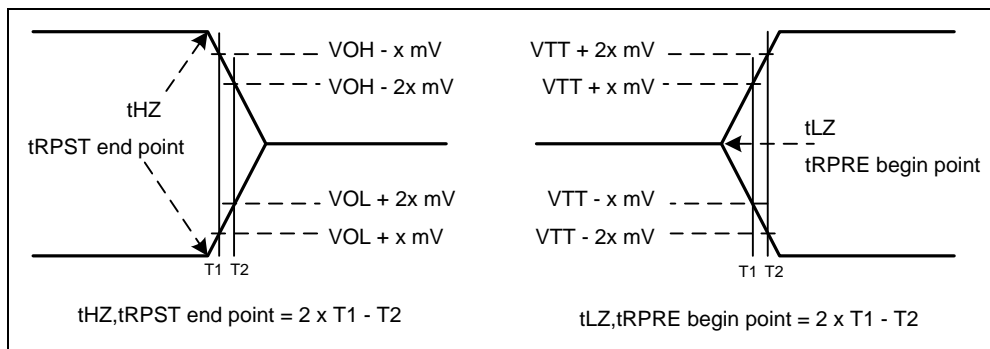 VOH - x mV
VOH - 2x mV
tHZ
tRPST end point
VOL + 2x mV
VOL + x mV
T1 T2
tHZ,tRPST end point = 2 x T1 - T2
VTT + 2x mV
VTT + x mV
tLZ
tRPRE begin point
VTT - x mV
VTT - 2x mV
T1 T2
tLZ,tRPRE begin point = 2 x T1 - T2